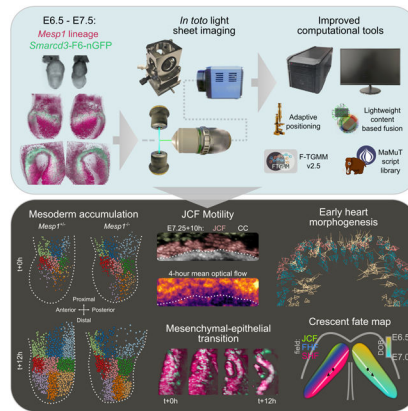 E6.5 - E7.5:
Mesp1 lineage
Smarcd3-F6-nGFP
In toto light
sheet imaging
Improved
computational tools
Adaptive
positioning
Lightweight
content
based fusion
F-TGMM
v2.5
MaMuT
script
library
Mesoderm accumulation
Mesp1+/-
Mesp1-/-
t+0h
Proximal
Anterior
Posterior
Distal
t+12h
JCF Motility
E7.25+10h:
JCF
CC
4-hour mean optical flow
Mesenchymal-epithelial
transition
t+0h
t+12h
Early heart
morphogenesis
Crescent fate map
JCF
FHF
E6.5
E7.0